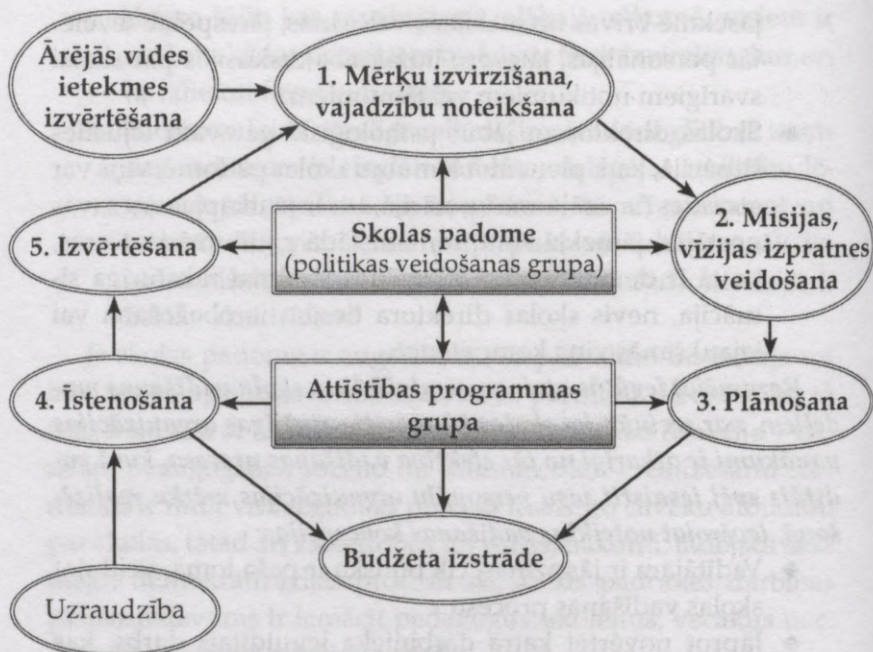 Ārējās vides
ietekmes
izvērtēšana
1. Mērķu izvirzīšana,
vajadzību noteikšana
5. Izvērtēšana
Skolas padome
(politikas veidošanas grupa)
2. Misijas,
vīzijas izpratnes
veidošana
4. Īstenošana
Attīstības programmas
grupa
3. Plānošana
Budžeta izstrāde
Uzraudzība